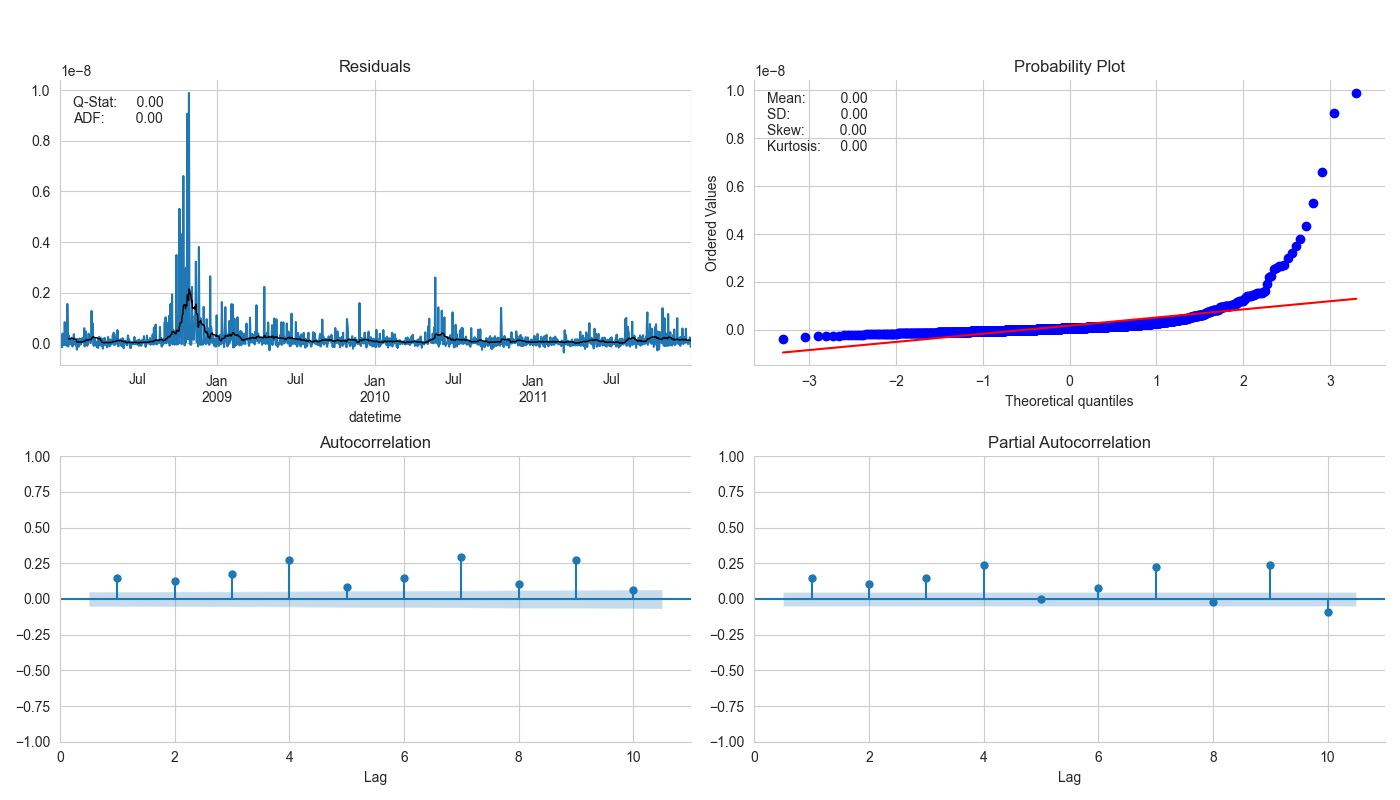 Residuals
1e−8
Q-Stat: 0.00
ADF: 0.00
1.0
0.8
0.6
0.4
0.2
0.0
Jul
Jan
2009
Jul
Jan
2010
Jul
Jan
2011
Jul
datetime
Probability Plot
1e−8
Mean: 0.00
SD: 0.00
Skew: 0.00
Kurtosis: 0.00
Ordered Values
1.0
0.8
0.6
0.4
0.2
0.0
−3 −2 −1 0 1 2 3
Theoretical quantiles
Autocorrelation
1.00
0.75
0.50
0.25
0.00
−0.25
−0.50
−0.75
−1.00
0 2 4 6 8 10
Lag
Partial Autocorrelation
1.00
0.75
0.50
0.25
0.00
−0.25
−0.50
−0.75
−1.00
0 2 4 6 8 10
Lag